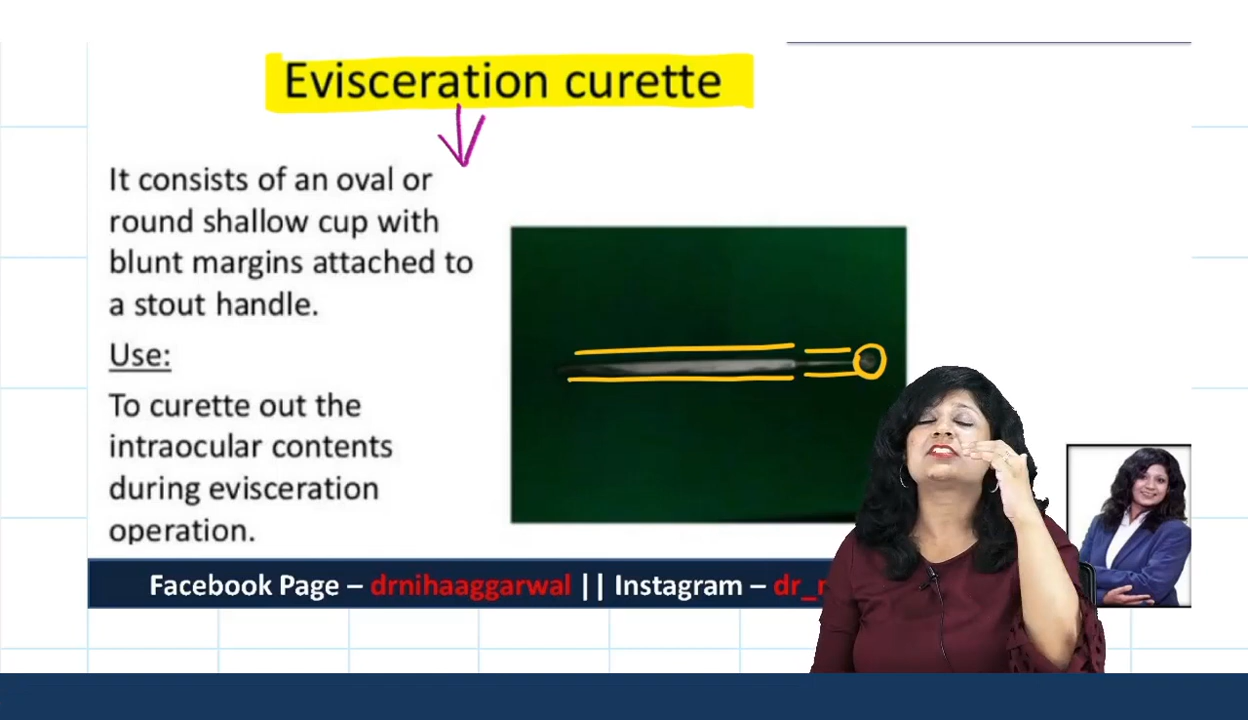 Evisceration curette
It consists of an oval or
round shallow cup with
blunt margins attached to
a stout handle.
Use:
To curette out the
intraocular contents
during evisceration
operation.
Facebook Page – drnihaaggarwal || Instagram –